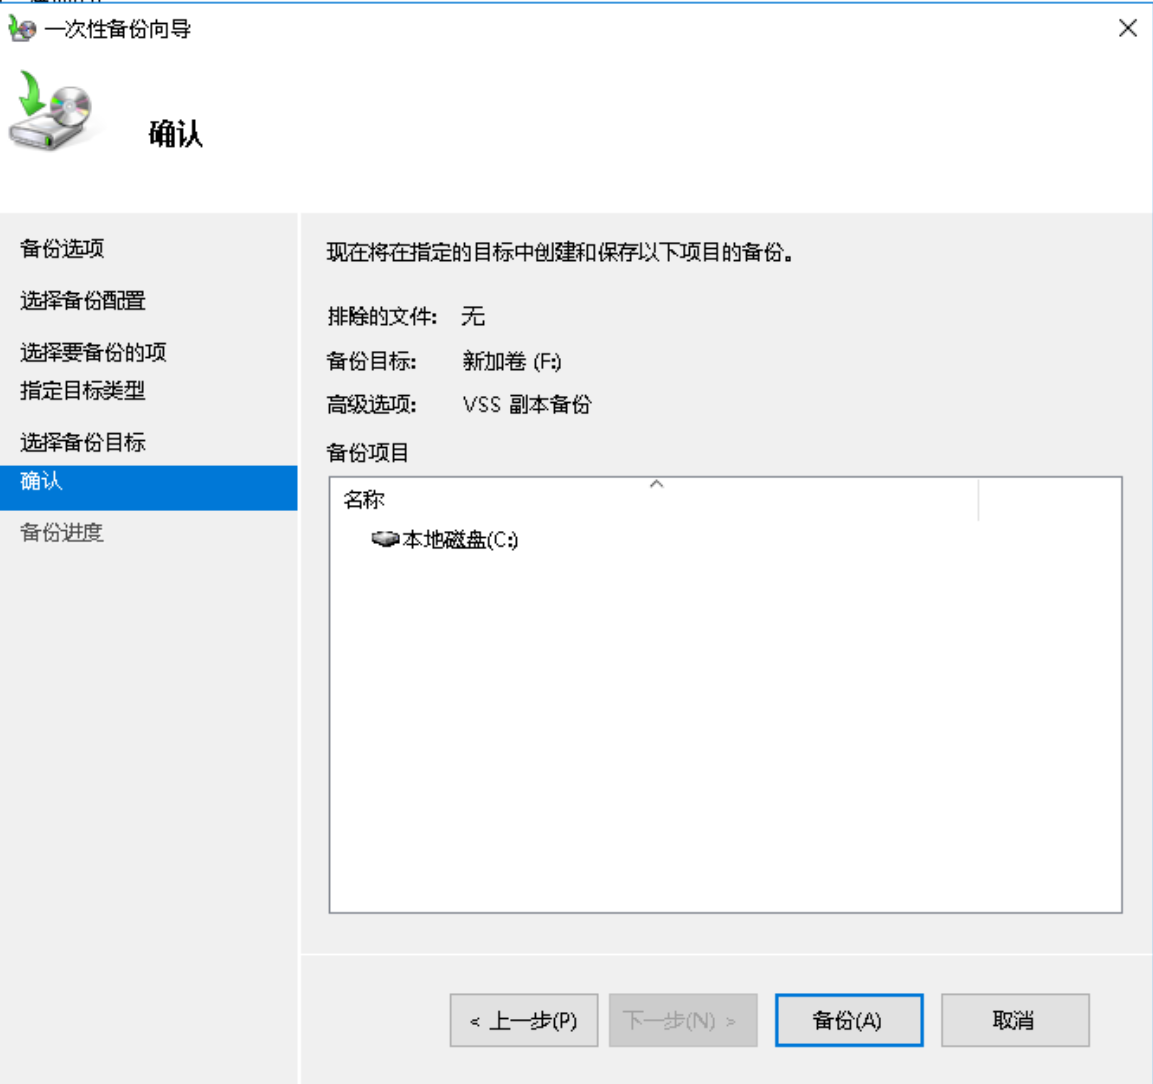 一次性备份向导
确认
备份选项
选择备份配置
选择要备份的项
指定目标类型
选择备份目标
确认
备份进度
现在将在指定的目标中创建和保存以下项目的备份。
排除的文件: 无
备份目标: 新加卷 (F:)
高级选项: VSS 副本备份
备份项目
名称
本地磁盘(C:)
< 上一步(P)
下一步(N) >
备份(A)
取消